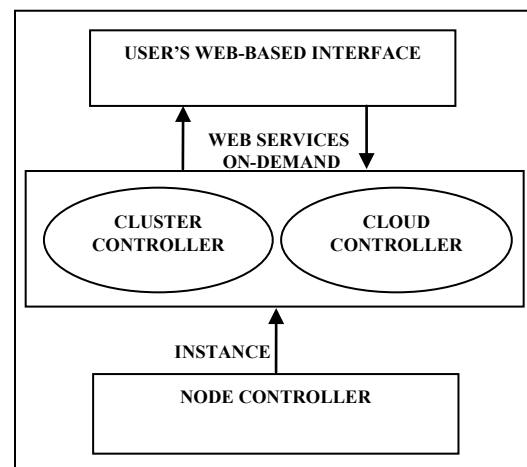 USER'S WEB-BASED INTERFACE
WEB SERVICES
ON-DEMAND
CLUSTER
CONTROLLER
CLOUD
CONTROLLER
INSTANCE
NODE CONTROLLER